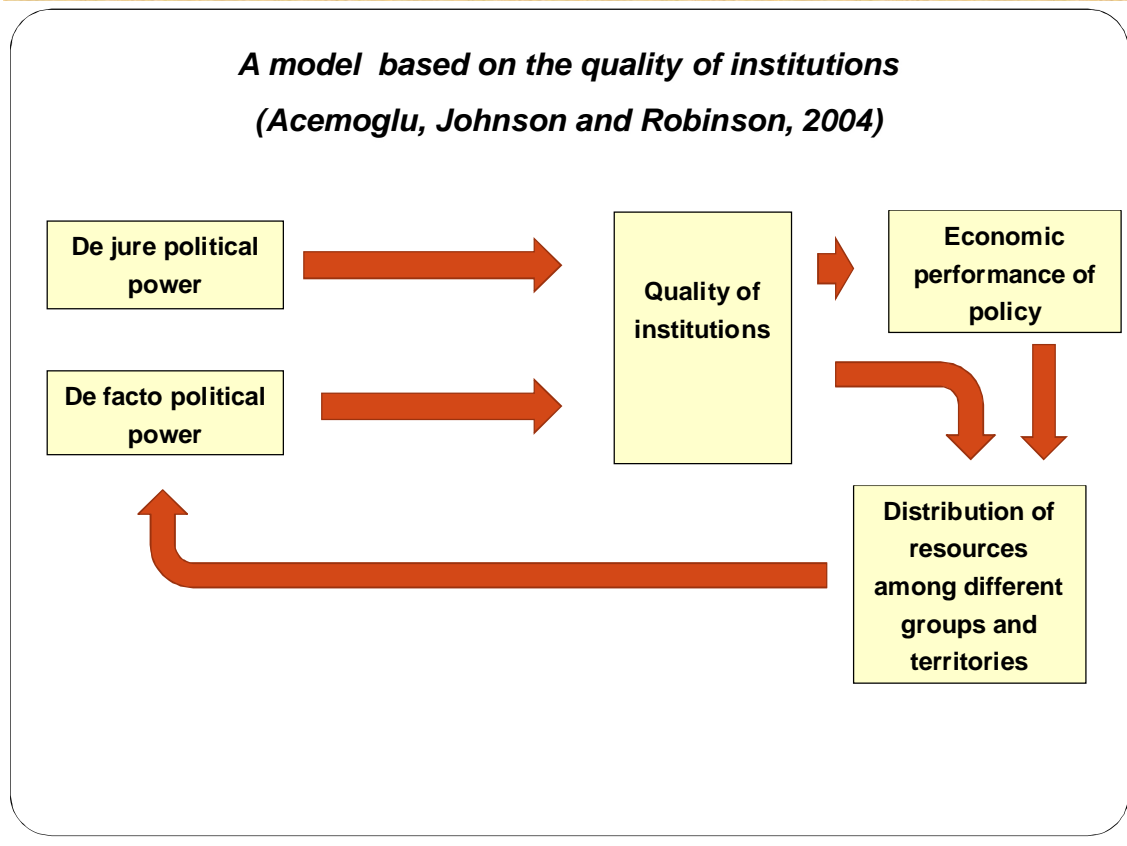 A model based on the quality of institutions
(Acemoglu, Johnson and Robinson, 2004)
De jure political
power
De facto political
power
Quality of
institutions
Economic
performance of
policy
Distribution of
resources
among different
groups and
territories